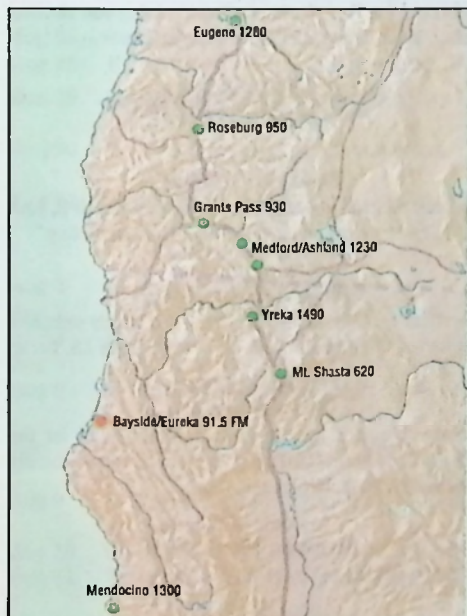 Eugene 1280
Roseburg 950
Grants Pass 930
Medford/Ashland 1230
Yreka 1490
Mt. Shasta 620
Bayside/Eureka 91.5 FM
Mendocino 1300